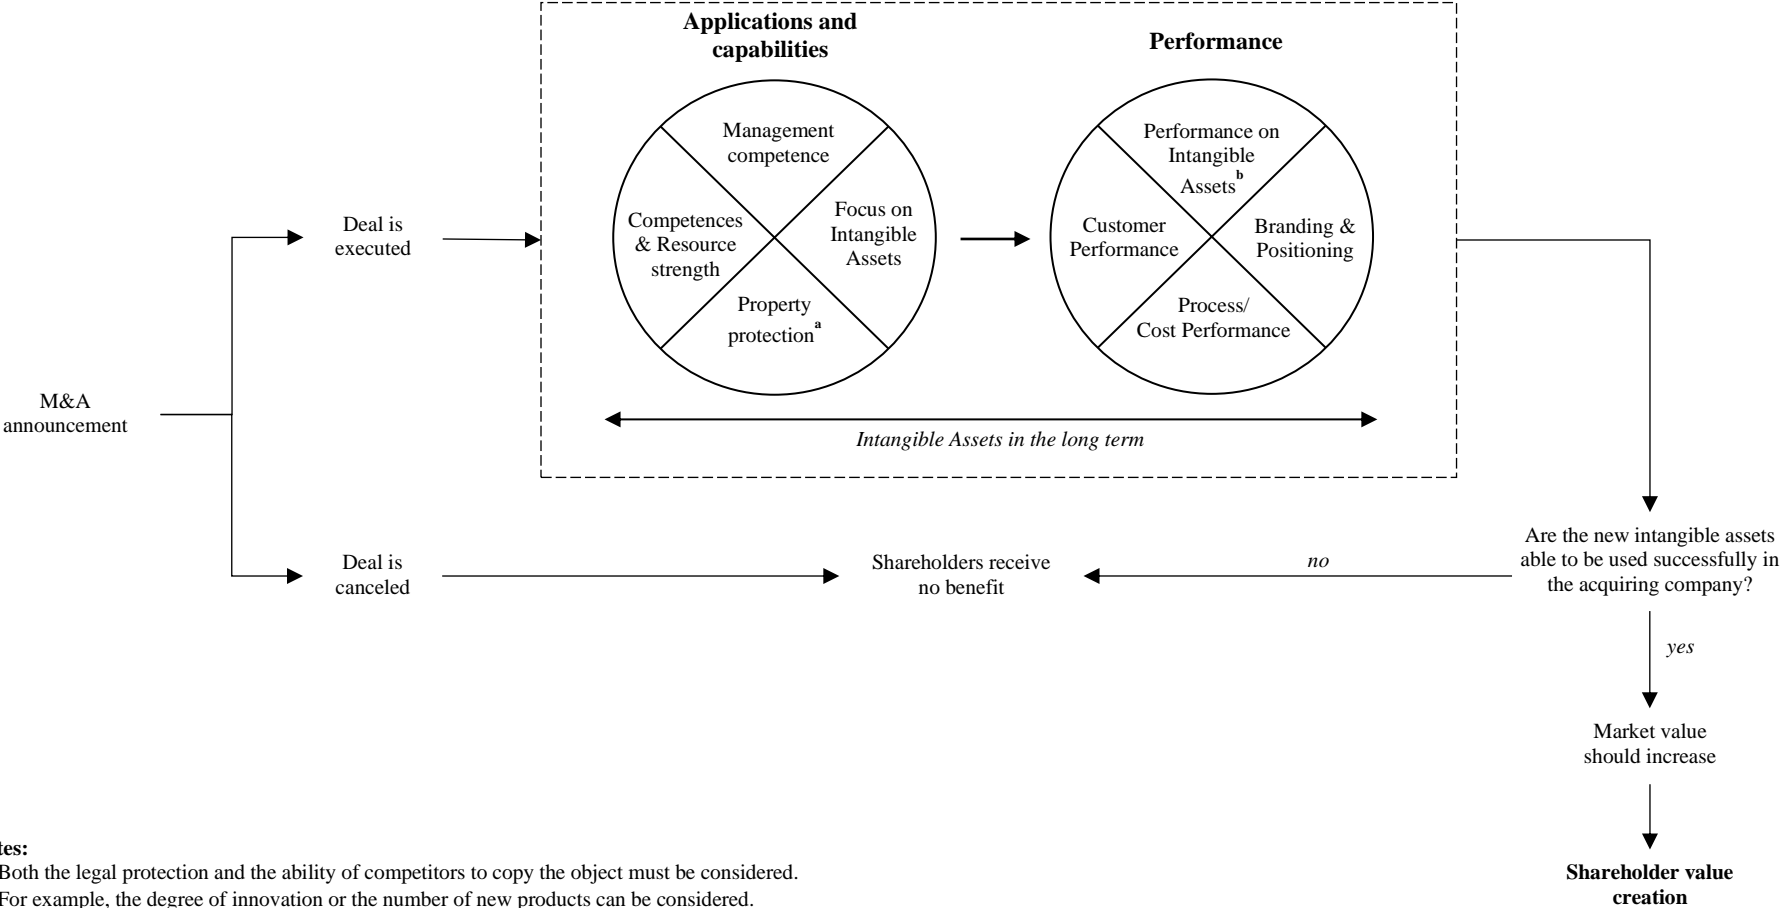 Applications and
capabilities
Performance
Management
competence
Competences
& Resource
strength
Focus on
Intangible
Assets
Property
protection^a
Performance on
Intangible
Assets^b
Customer
Performance
Branding &
Positioning
Process/
Cost Performance
Intangible Assets in the long term
Deal is
executed
M&A
announcement
Deal is
canceled
Shareholders receive
no benefit
no
Are the new intangible assets
able to be used successfully in
the acquiring company?
yes
Market value
should increase
Shareholder value
creation
tes:
Both the legal protection and the ability of competitors to copy the object must be considered.
For example, the degree of innovation or the number of new products can be considered.